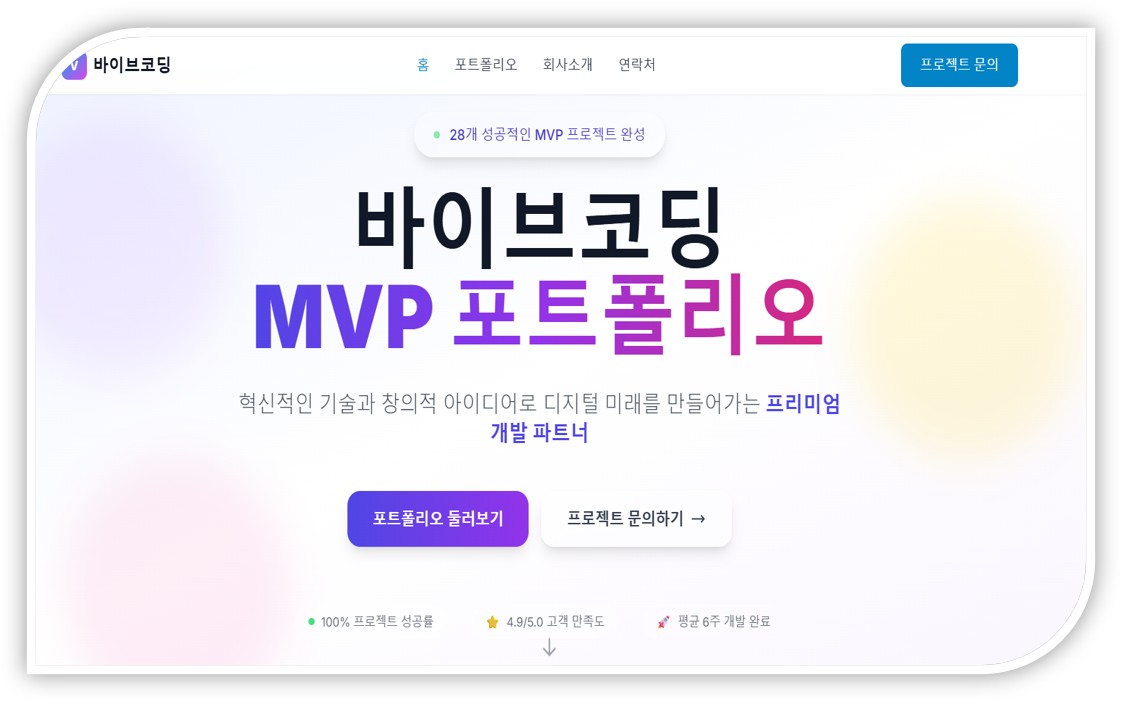 V 바이브코딩
홈 포트폴리오 회사소개 연락처
프로젝트 문의
28개 성공적인 MVP 프로젝트 완성
바이브코딩
MVP 포트폴리오
혁신적인 기술과 창의적 아이디어로 디지털 미래를 만들어가는 프리미엄
개발 파트너
포트폴리오 둘러보기
프로젝트 문의하기 →
100% 프로젝트 성공률
4.9/5.0 고객 만족도
평균 6주 개발 완료